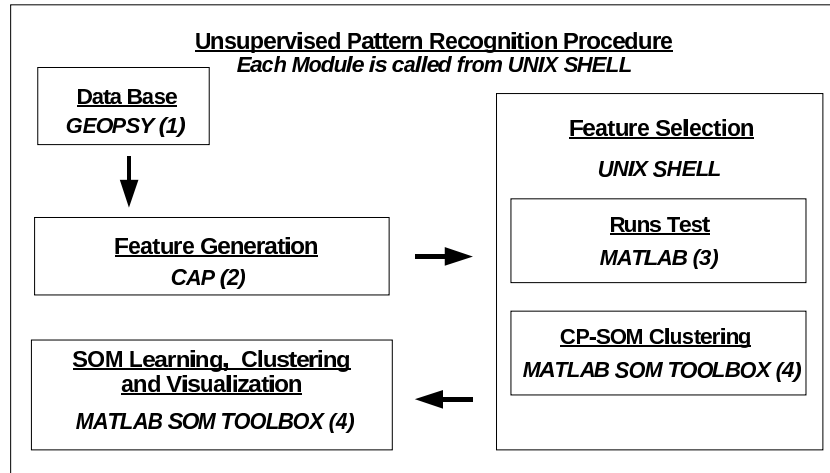 Unsupervised Pattern Recognition Procedure
Each Module is called from UNIX SHELL
Data Base
GEOPSY (1)
Feature Generation
CAP (2)
Feature Selection
UNIX SHELL
Runs Test
MATLAB (3)
CP-SOM Clustering
MATLAB SOM TOOLBOX (4)
SOM Learning, Clustering
and Visualization
MATLAB SOM TOOLBOX (4)